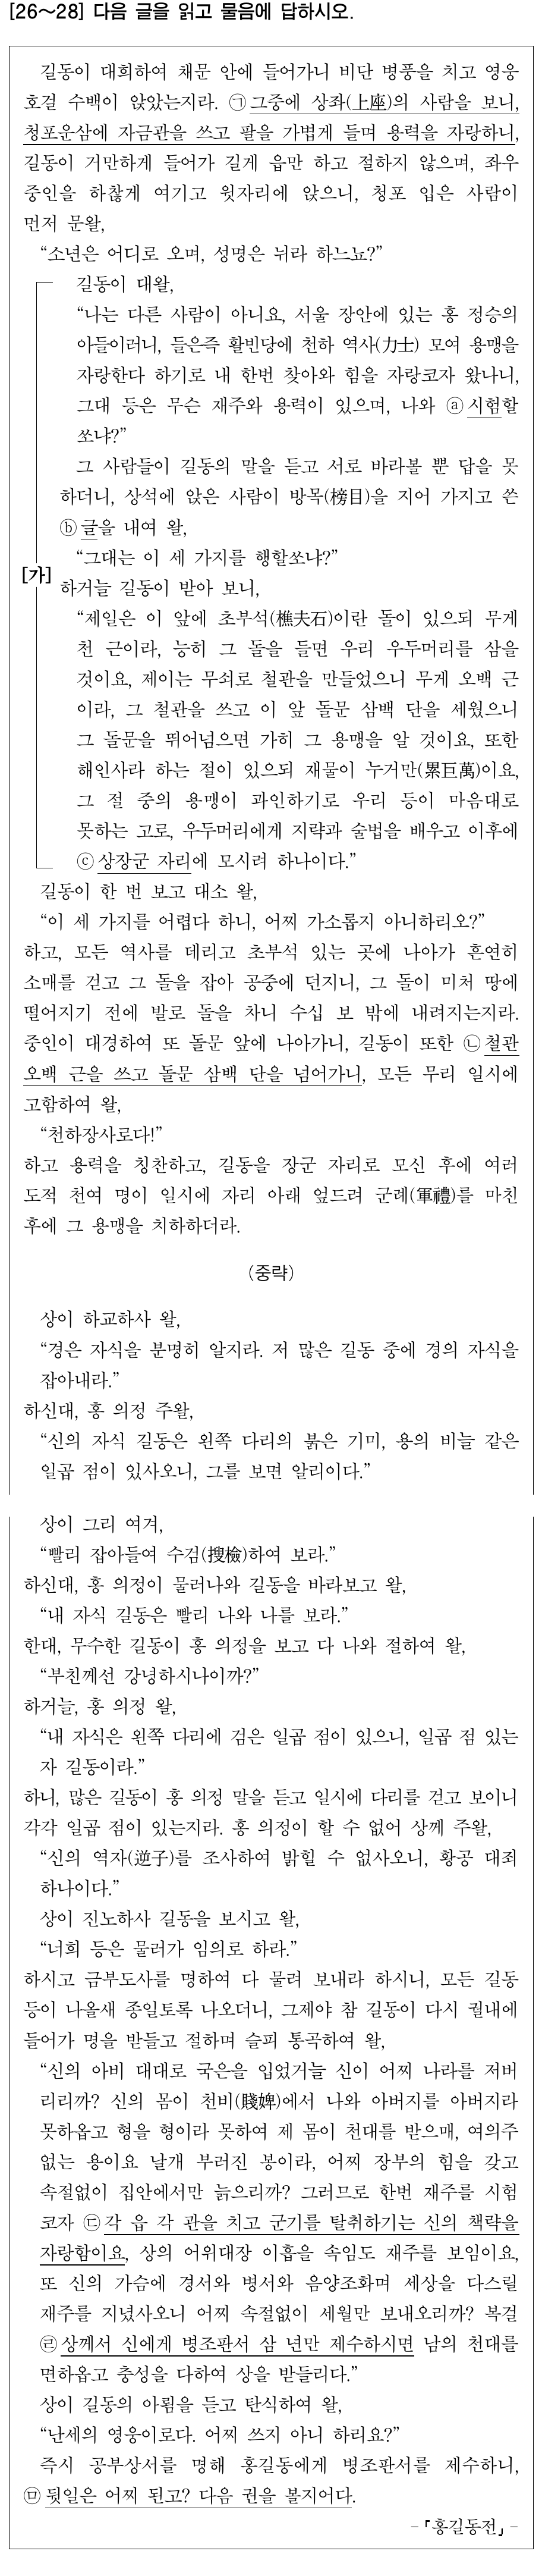 [26~28] 다음 글을 읽고 물음에 답하시오.
길동이 대희하여 채문 안에 들어가니 비단 병풍을 치고 영웅
호걸 수백이 앉았는지라. ㉠그중에 상좌(上座)의 사람을 보니,
청포운삼에 자금관을 쓰고 팔을 가볍게 들며 용력을 자랑하니,
길동이 거만하게 들어가 길게 읍만 하고 절하지 않으며, 좌우
중인을 하찮게 여기고 윗자리에 앉으니, 청포 입은 사람이
먼저 문왈,
“소년은 어디로 오며, 성명은 뉘라 하느뇨?”
길동이 대왈,
“나는 다른 사람이 아니요, 서울 장안에 있는 홍 정승의
아들이러니, 들은즉 활빈당에 천하 역사(力士) 모여 용맹을
자랑한다 하기로 내 한번 찾아와 힘을 자랑코자 왔나니,
그대 등은 무슨 재주와 용력이 있으며, 나와 ⓐ시험할
쏘냐?”
그 사람들이 길동의 말을 듣고 서로 바라볼 뿐 답을 못
하더니, 상석에 앉은 사람이 방목(榜目)을 지어 가지고 쓴
ⓑ글을 내여 왈,
“그대는 이 세 가지를 행할쏘냐?”
[가]
하거늘 길동이 받아 보니,
“제일은 이 앞에 초부석(樵夫石)이란 돌이 있으되 무게
천 근이라, 능히 그 돌을 들면 우리 우두머리를 삼을
것이요, 제이는 무쇠로 철관을 만들었으니 무게 오백 근
이라, 그 철관을 쓰고 이 앞 돌문 삼백 단을 세웠으니
그 돌문을 뛰어넘으면 가히 그 용맹을 알 것이요, 또한
해인사라 하는 절이 있으되 재물이 누거만(累巨萬)이요,
그 절 중의 용맹이 과인하기로 우리 등이 마음대로
못하는 고로, 우두머리에게 지략과 술법을 배우고 이후에
ⓒ상장군 자리에 모시려 하나이다.”
길동이 한 번 보고 대소 왈,
“이 세 가지를 어렵다 하니, 어찌 가소롭지 아니하리오?”
하고, 모든 역사를 데리고 초부석 있는 곳에 나아가 흔연히
소매를 걷고 그 돌을 잡아 공중에 던지니, 그 돌이 미처 땅에
떨어지기 전에 발로 돌을 차니 수십 보 밖에 내려지는지라.
중인이 대경하여 또 돌문 앞에 나아가니, 길동이 또한 ㉡철관
오백 근을 쓰고 돌문 삼백 단을 넘어가니, 모든 무리 일시에
고함하여 왈,
“천하장사로다!”
하고 용력을 칭찬하고, 길동을 장군 자리로 모신 후에 여러
도적 천여 명이 일시에 자리 아래 엎드려 군례(軍禮)를 마친
후에 그 용맹을 치하하더라.
(중략)
상이 하교하사 왈,
“경은 자식을 분명히 알지라. 저 많은 길동 중에 경의 자식을
잡아내라.”
하신대, 홍 의정 주왈,
“신의 자식 길동은 왼쪽 다리의 붉은 기미, 용의 비늘 같은
일곱 점이 있사오니, 그를 보면 알리이다.”
상이 그리 여겨,
“빨리 잡아들여 수검(搜檢)하여 보라.”
하신대, 홍 의정이 물러나와 길동을 바라보고 왈,
“내 자식 길동은 빨리 나와 나를 보라.”
한대, 무수한 길동이 홍 의정을 보고 다 나와 절하여 왈,
“부친께선 강녕하시나이까?”
하거늘, 홍 의정 왈,
“내 자식은 왼쪽 다리에 검은 일곱 점이 있으니, 일곱 점 있는
자 길동이라.”
하니, 많은 길동이 홍 의정 말을 듣고 일시에 다리를 걷고 보이니
각각 일곱 점이 있는지라. 홍 의정이 할 수 없어 상께 주왈,
“신의 역자(逆子)를 조사하여 밝힐 수 없사오니, 황공 대죄
하나이다.”
상이 진노하사 길동을 보시고 왈,
“너희 등은 물러가 임의로 하라.”
하시고 금부도사를 명하여 다 물려 보내라 하시니, 모든 길동
등이 나올새 종일토록 나오더니, 그제야 참 길동이 다시 궐내에
들어가 명을 받들고 절하며 슬피 통곡하여 왈,
“신의 아비 대대로 국은을 입었거늘 신이 어찌 나라를 저버
리리까? 신의 몸이 천비(賤婢)에서 나와 아버지를 아버지라
못하옵고 형을 형이라 못하여 제 몸이 천대를 받으매, 여의주
없는 용이요 날개 부러진 봉이라, 어찌 장부의 힘을 갖고
속절없이 집안에서만 늙으리까? 그러므로 한번 재주를 시험
코자 ㉢각 읍 각 관을 치고 군기를 탈취하기는 신의 책략을
자랑함이요, 상의 어위대장 이흡을 속임도 재주를 보임이요,
또 신의 가슴에 경서와 병서와 음양조화며 세상을 다스릴
재주를 지녔사오니 어찌 속절없이 세월만 보내오리까? 복걸
㉣상께서 신에게 병조판서 삼 년만 제수하시면 남의 천대를
면하옵고 충성을 다하여 상을 받들리다.”
상이 길동의 아룀을 듣고 탄식하여 왈,
“난세의 영웅이로다. 어찌 쓰지 아니 하리요?”
즉시 공부상서를 명해 홍길동에게 병조판서를 제수하니,
㉤뒷일은 어찌 된고? 다음 권을 볼지어다.
-「홍길동전」-